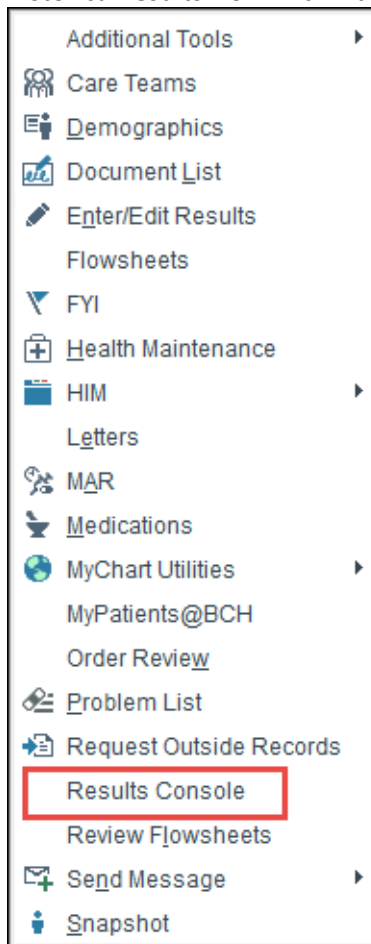 Additional Tools
Care Teams
Demographics
Document List
Enter/Edit Results
Flowsheets
FYI
Health Maintenance
HIM
Letters
MAR
Medications
MyChart Utilities
MyPatients@BCH
Order Review
Problem List
Request Outside Records
Results Console
Review Flowsheets
Send Message
Snapshot